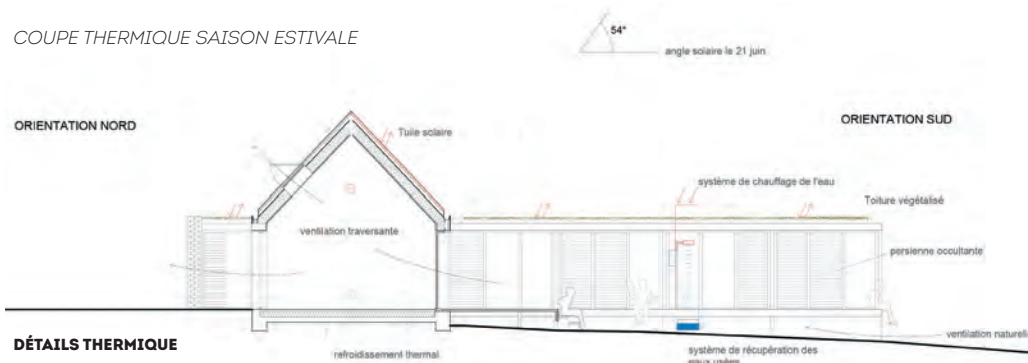 COUPE THERMIQUE SAISON ESTIVALE
54°
angle solaire le 21 juin
ORIENTATION NORD
ORIENTATION SUD
Tuile solaire
système de chauffage de l'eau
Toiture végétalisé
ventilation traversante
persienne occultante
ventilation naturelle
DÉTAILS THERMIQUE
refroidissement thermal
système de récupération des
eaux usées